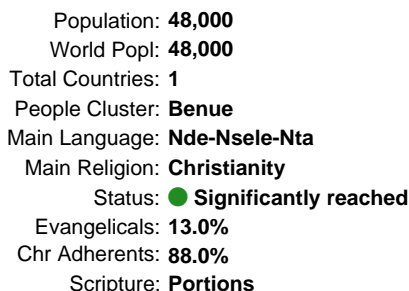 Population: 48,000
World Popl: 48,000
Total Countries: 1
People Cluster: Benue
Main Language: Nde-Nsele-Nta
Main Religion: Christianity
Status: Significantly reached
Evangelicals: 13.0%
Chr Adherents: 88.0%
Scripture: Portions